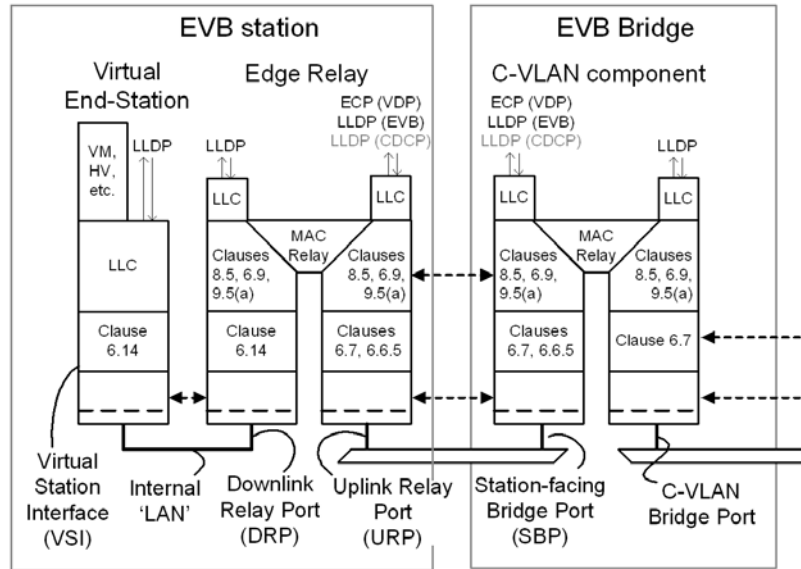 EVB station
EVB Bridge
Virtual
End-Station
Edge Relay
C-VLAN component
ECP (VDP)
LLDP (EVB)
LLDP (CDCP)
ECP (VDP)
LLDP (EVB)
LLDP (CDCP)
VM,
HV,
etc.
LLDP
LLDP
LLDP
LLC
LLC
LLC
LLC
LLC
MAC
Relay
MAC
Relay
Clauses
8.5, 6.9,
9.5(a)
Clauses
8.5, 6.9,
9.5(a)
Clauses
8.5, 6.9,
9.5(a)
Clauses
8.5, 6.9,
9.5(a)
Clause
6.14
Clause
6.14
Clauses
6.7, 6.6.5
Clauses
6.7, 6.6.5
Clause 6.7
Virtual
Station
Interface
(VSI)
Internal
'LAN'
Downlink
Relay Port
(DRP)
Uplink Relay
Port
(URP)
Station-facing
Bridge Port
(SBP)
C-VLAN
Bridge Port